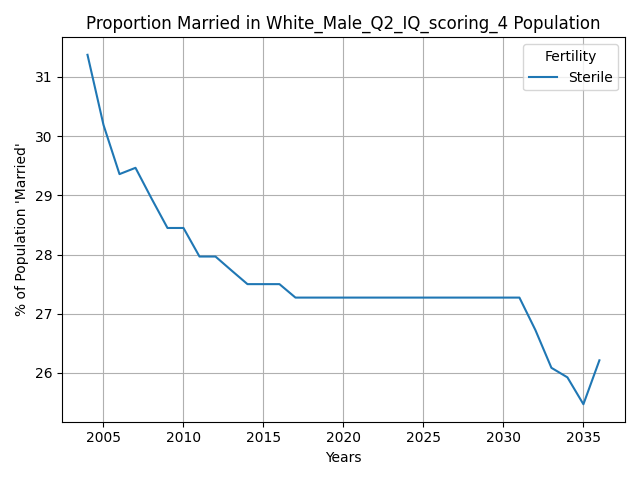 Proportion Married in White_Male_Q2_IQ_scoring_4 Population
Fertility
Sterile
% of Population 'Married'
31
30
29
28
27
26
2005 2010 2015 2020 2025 2030 2035
Years